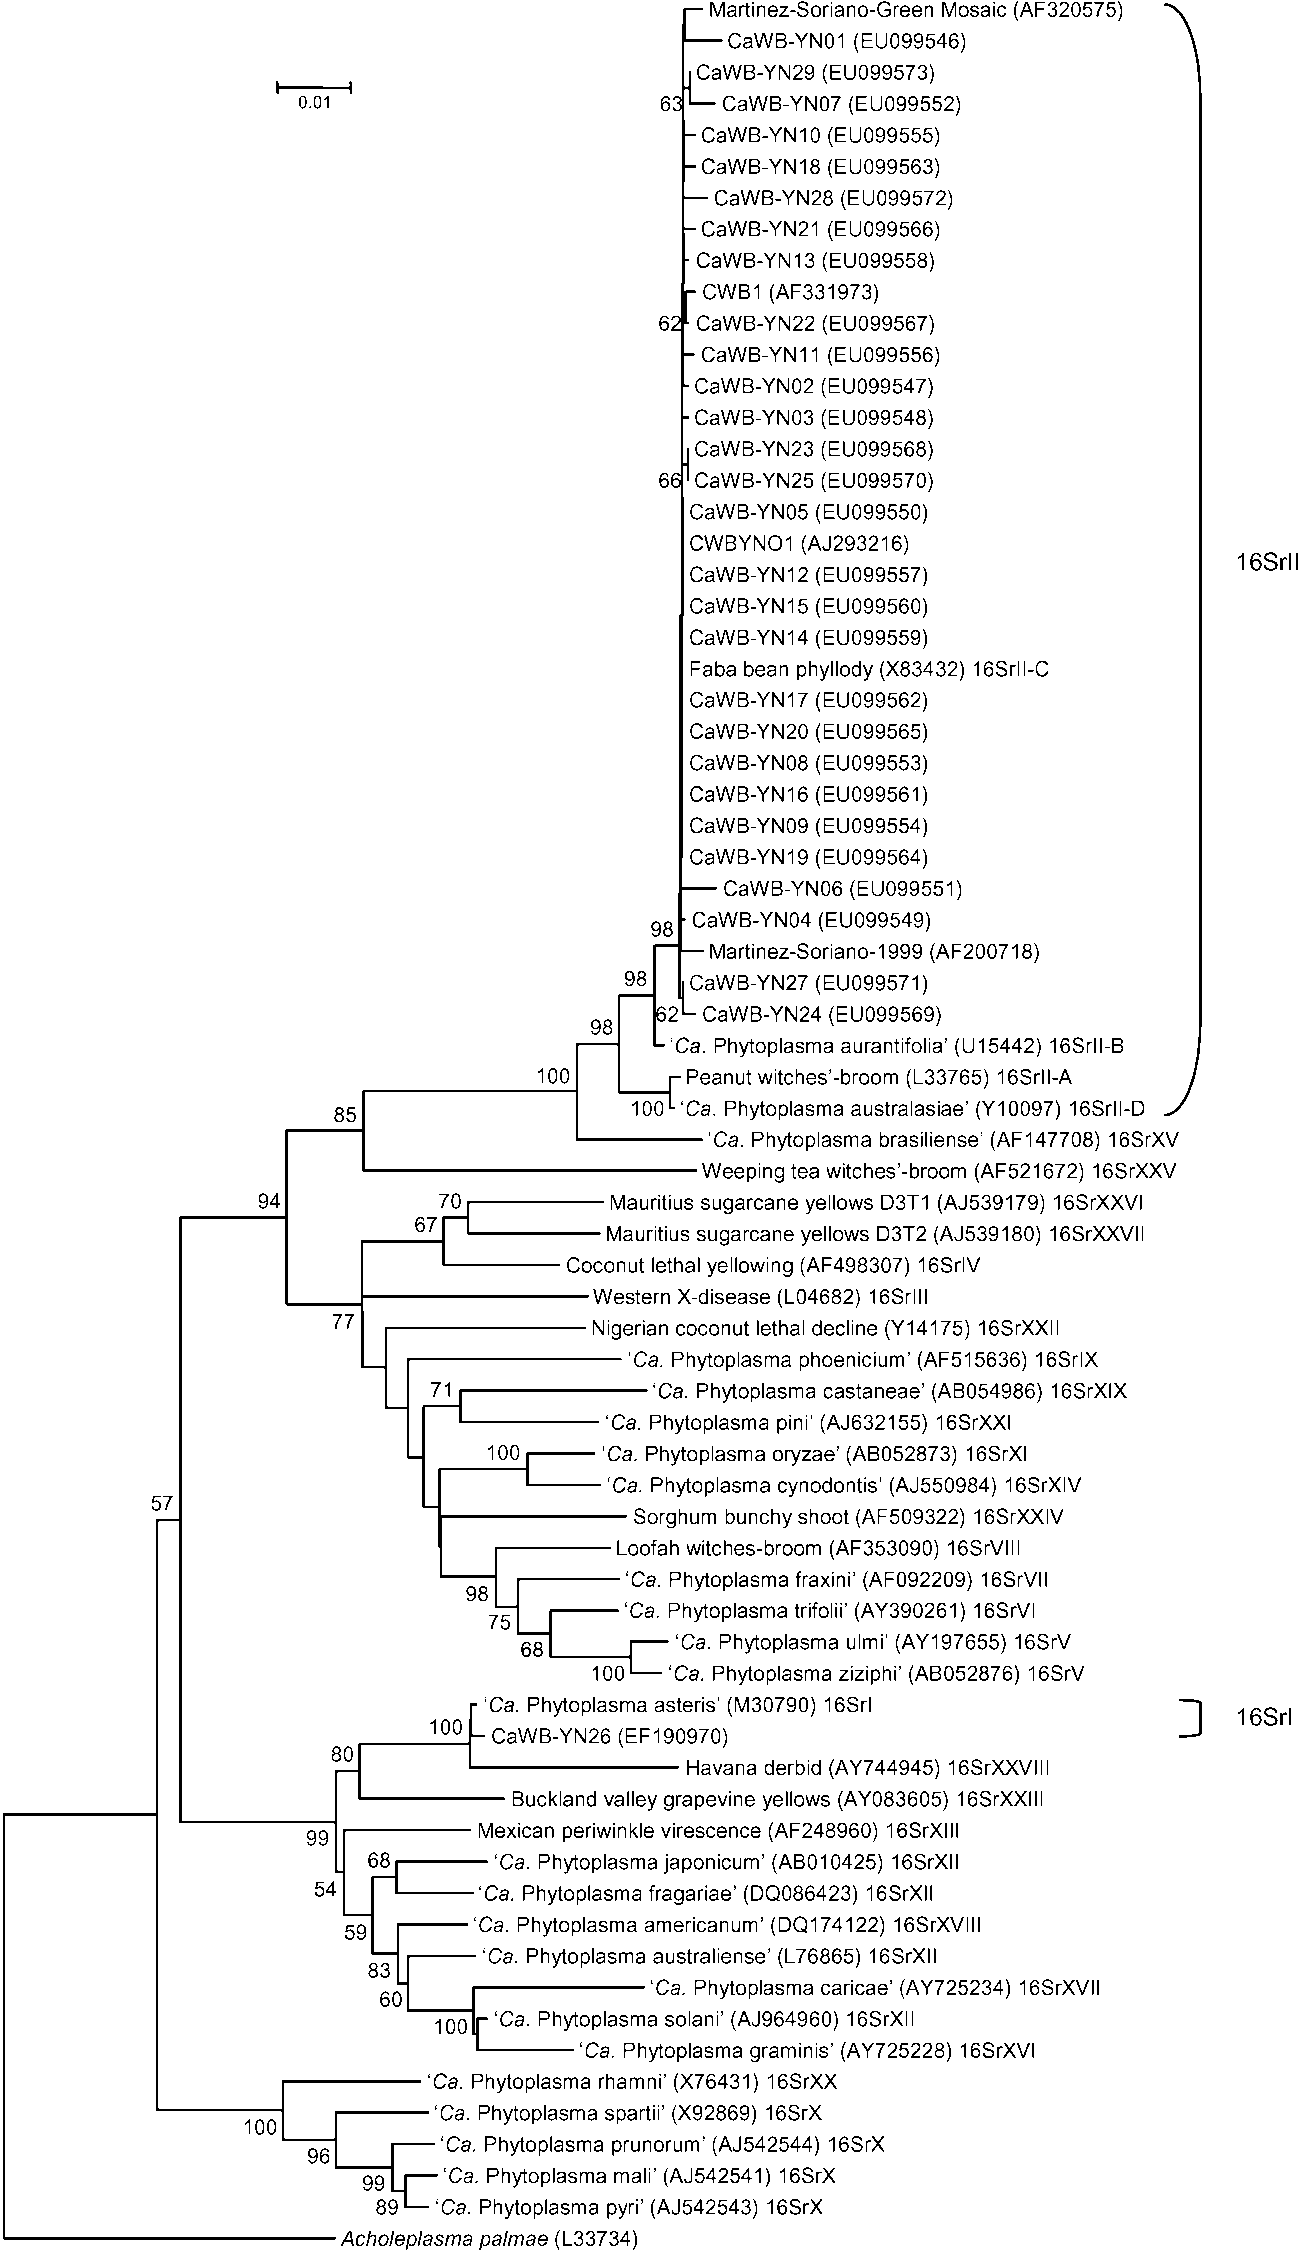 Martinez-Soriano-Green Mosaic (AF320575)
CaWB-YN01 (EU099546)
CaWB-YN29 (EU099573)
0.01
63
CaWB-YN07 (EU099552)
CaWB-YN10 (EU099555)
CaWB-YN18 (EU099563)
CaWB-YN28 (EU099572)
CaWB-YN21 (EU099566)
CaWB-YN13 (EU099558)
CWB1 (AF331973)
62
CaWB-YN22 (EU099567)
CaWB-YN11 (EU099556)
CaWB-YN02 (EU099547)
CaWB-YN03 (EU099548)
CaWB-YN23 (EU099568)
66
CaWB-YN25 (EU099570)
CaWB-YN05 (EU099550)
CWBYNO1 (AJ293216)
16SrII
CaWB-YN12 (EU099557)
CaWB-YN15 (EU099560)
CaWB-YN14 (EU099559)
Faba bean phyllody (X83432) 16SrII-C
CaWB-YN17 (EU099562)
CaWB-YN20 (EU099565)
CaWB-YN08 (EU099553)
CaWB-YN16 (EU099561)
CaWB-YN09 (EU099554)
CaWB-YN19 (EU099564)
CaWB-YN06 (EU099551)
CaWB-YN04 (EU099549)
98
Martinez-Soriano-1999 (AF200718)
98
CaWB-YN27 (EU099571)
62
CaWB-YN24 (EU099569)
98
‘Ca. Phytoplasma aurantifolia’ (U15442) 16SrII-B
100
Peanut witches’-broom (L33765) 16SrII-A
100
‘Ca. Phytoplasma australasiae’ (Y10097) 16SrII-D
85
‘Ca. Phytoplasma brasiliense’ (AF147708) 16SrXV
Weeping tea witches’-broom (AF521672) 16SrXXV
94
70
Mauritius sugarcane yellows D3T1 (AJ539179) 16SrXXVI
67
Mauritius sugarcane yellows D3T2 (AJ539180) 16SrXXVII
Coconut lethal yellowing (AF498307) 16SrIV
Western X-disease (L04682) 16SrIII
77
Nigerian coconut lethal decline (Y14175) 16SrXXII
‘Ca. Phytoplasma phoenicium’ (AF515636) 16SrIX
71
‘Ca. Phytoplasma castaneae’ (AB054986) 16SrXIX
‘Ca. Phytoplasma pini’ (AJ632155) 16SrXXI
100
‘Ca. Phytoplasma oryzae’ (AB052873) 16SrXI
‘Ca. Phytoplasma cynodontis’ (AJ550984) 16SrXIV
57
Sorghum bunchy shoot (AF509322) 16SrXXIV
Loofah witches-broom (AF353090) 16SrVIII
98
‘Ca. Phytoplasma fraxini’ (AF092209) 16SrVII
75
‘Ca. Phytoplasma trifolii’ (AY390261) 16SrVI
68
‘Ca. Phytoplasma ulmi’ (AY197655) 16SrV
100
‘Ca. Phytoplasma ziziphi’ (AB052876) 16SrV
‘Ca. Phytoplasma asteris’ (M30790) 16SrI
16SrI
100
CaWB-YN26 (EF190970)
80
Havana derbid (AY744945) 16SrXXVIII
Buckland valley grapevine yellows (AY083605) 16SrXXIII
99
Mexican periwinkle virescence (AF248960) 16SrXIII
68
‘Ca. Phytoplasma japonicum’ (AB010425) 16SrXII
54
‘Ca. Phytoplasma fragariae’ (DQ086423) 16SrXII
59
‘Ca. Phytoplasma americanum’ (DQ174122) 16SrXVIII
83
‘Ca. Phytoplasma australiense’ (L76865) 16SrXII
60
‘Ca. Phytoplasma caricae’ (AY725234) 16SrXVII
100
‘Ca. Phytoplasma solani’ (AJ964960) 16SrXII
‘Ca. Phytoplasma graminis’ (AY725228) 16SrXVI
‘Ca. Phytoplasma rhamni’ (X76431) 16SrXX
100
‘Ca. Phytoplasma spartii’ (X92869) 16SrX
96
‘Ca. Phytoplasma prunorum’ (AJ542544) 16SrX
99
‘Ca. Phytoplasma mali’ (AJ542541) 16SrX
89
‘Ca. Phytoplasma pyri’ (AJ542543) 16SrX
Acholeplasma palmae (L33734)